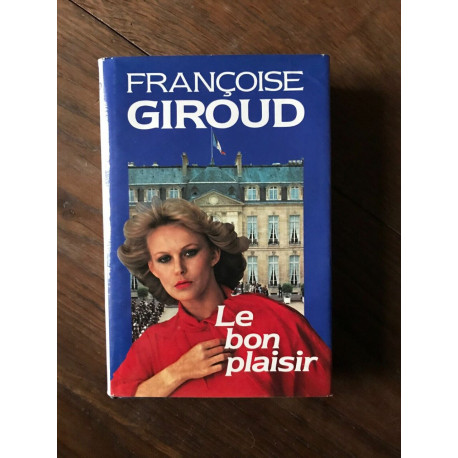 FRANÇOISE
GIROUD
Le
bon
plaisir